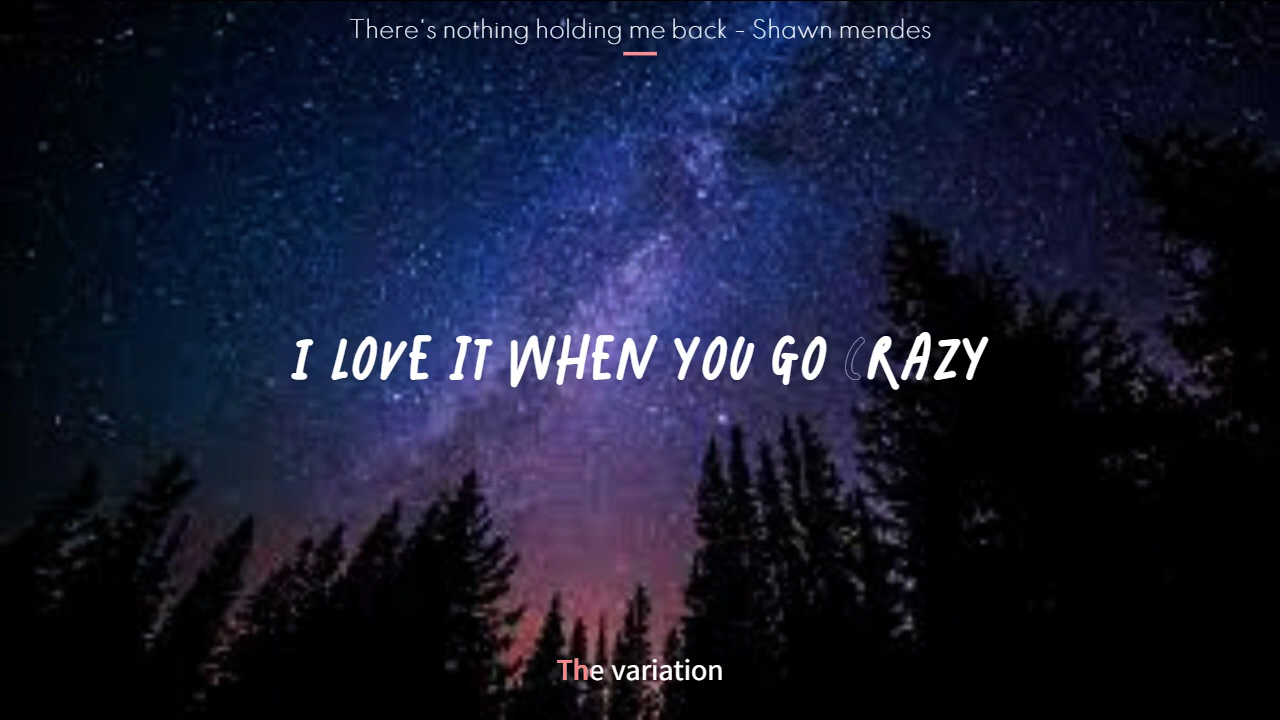 There's nothing holding me back - Shawn mendes
I LOVE IT WHEN YOU GO CRAZY
The variation